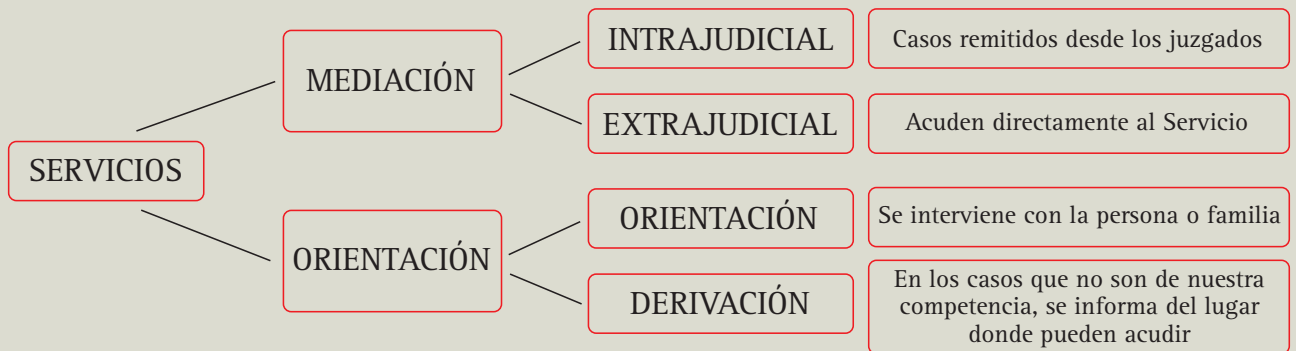 SERVICIOS
MEDIACIÓN
INTRAJUDICIAL
Casos remitidos desde los juzgados
EXTRAJUDICIAL
Acuden directamente al Servicio
ORIENTACIÓN
ORIENTACIÓN
Se interviene con la persona o familia
DERIVACIÓN
En los casos que no son de nuestra
competencia, se informa del lugar
donde pueden acudir